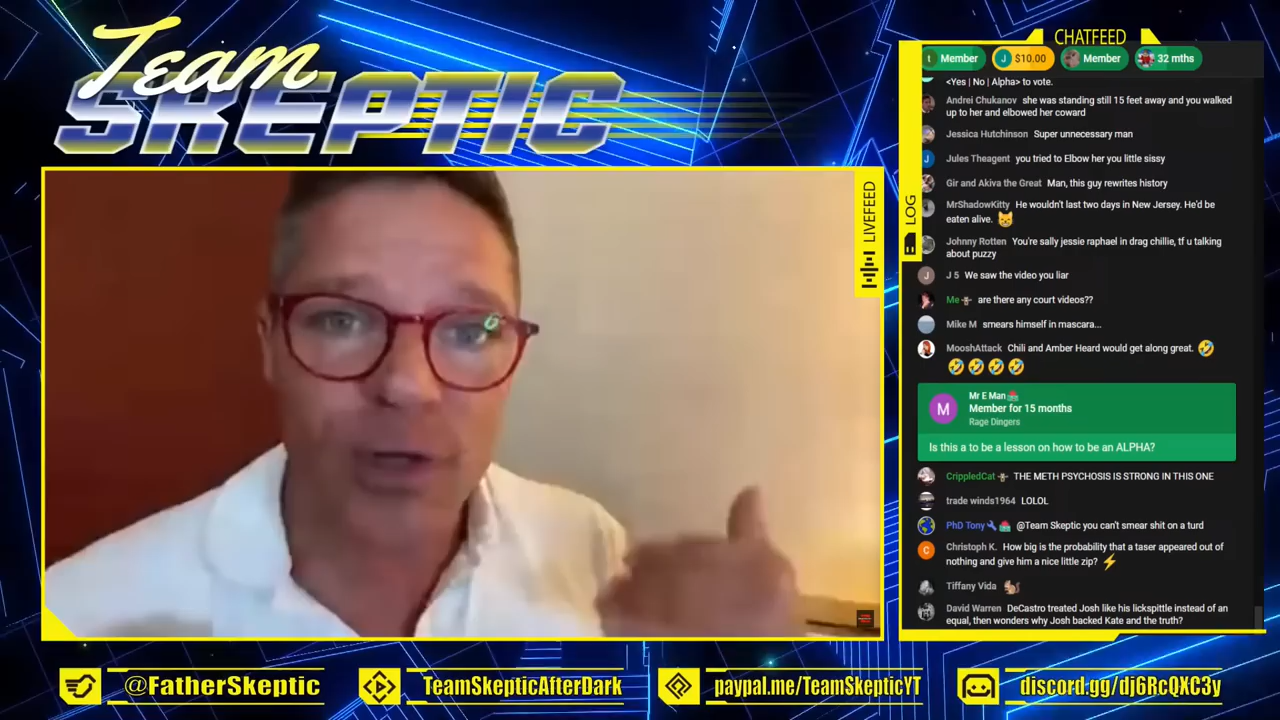 Team
SKEPTIC
CHATFEED
Member
J $10.00
Member
32 mths
<Yes | No | Alpha> to vote.
Andrei Chukanov she was standing still 15 feet away and you walked
up to her and elbowed her coward
Jessica Hutchinson Super unnecessary man
Jules Theagent you tried to Elbow her you little sissy
Gir and Akiva the Great Man, this guy rewrites history
MrShadowKitty He wouldn't last two days in New Jersey. He'd be
eaten alive. 😺
Johnny Rotten You're sally jessie raphael in drag chillie, tf u talking
about puzzy
J 5 We saw the video you liar
Me are there any court videos??
Mike M smears himself in mascara...
MooshAttack Chili and Amber Heard would get along great. 🤣
🤣🤣🤣🤣
Mr E Man
M Member for 15 months
Rage Dingers
Is this a to be a lesson on how to be an ALPHA?
CrippledCat THE METH PSYCHOSIS IS STRONG IN THIS ONE
trade winds1964 LOLOL
PhD Tony @Team Skeptic you can't smear shit on a turd
Christoph K. How big is the probability that a taser appeared out of
nothing and give him a nice little zip? ⚡
Tiffany Vida 🐿
David Warren DeCastro treated Josh like his lickspittle instead of an
equal, then wonders why Josh backed Kate and the truth?
LIVEFEED
LOG
@FatherSkeptic
TeamSkepticAfterDark
paypal.me/TeamSkepticYT
discord.gg/dj6RcQXC3y